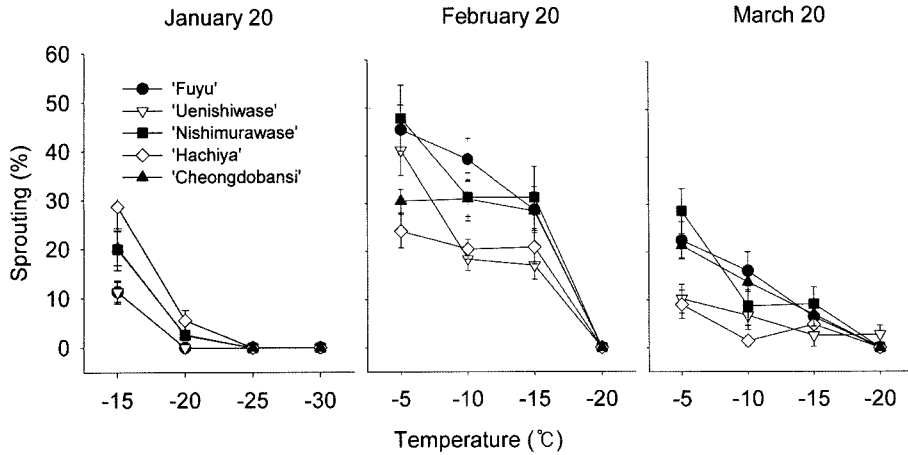 January 20
February 20
March 20
60
50
40
30
20
10
0
Sprouting (%)
'Fuyu'
'Uenishiwase'
'Nishimurawase'
'Hachiya'
'Cheongdobansi'
-15 -20 -25 -30
-5 -10 -15 -20
-5 -10 -15 -20
Temperature (℃)